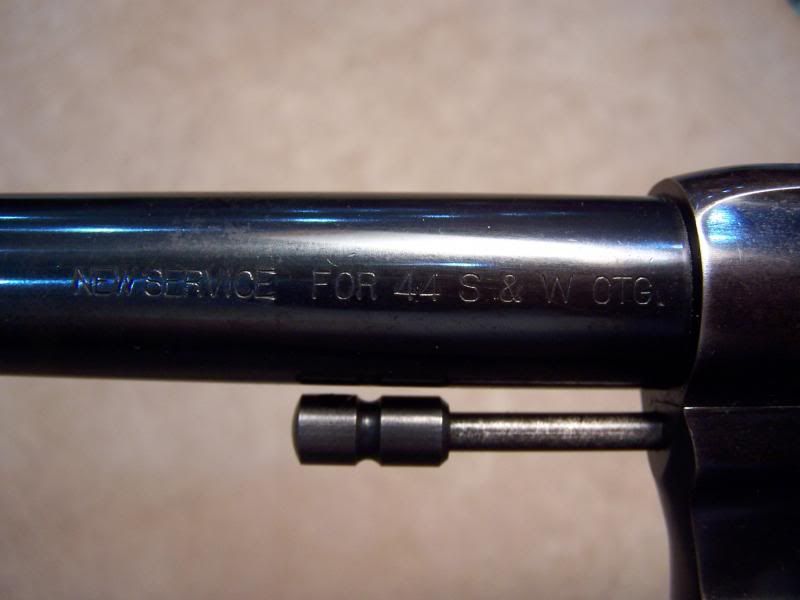 NEW SERVICE FOR 44 S & W CTG.